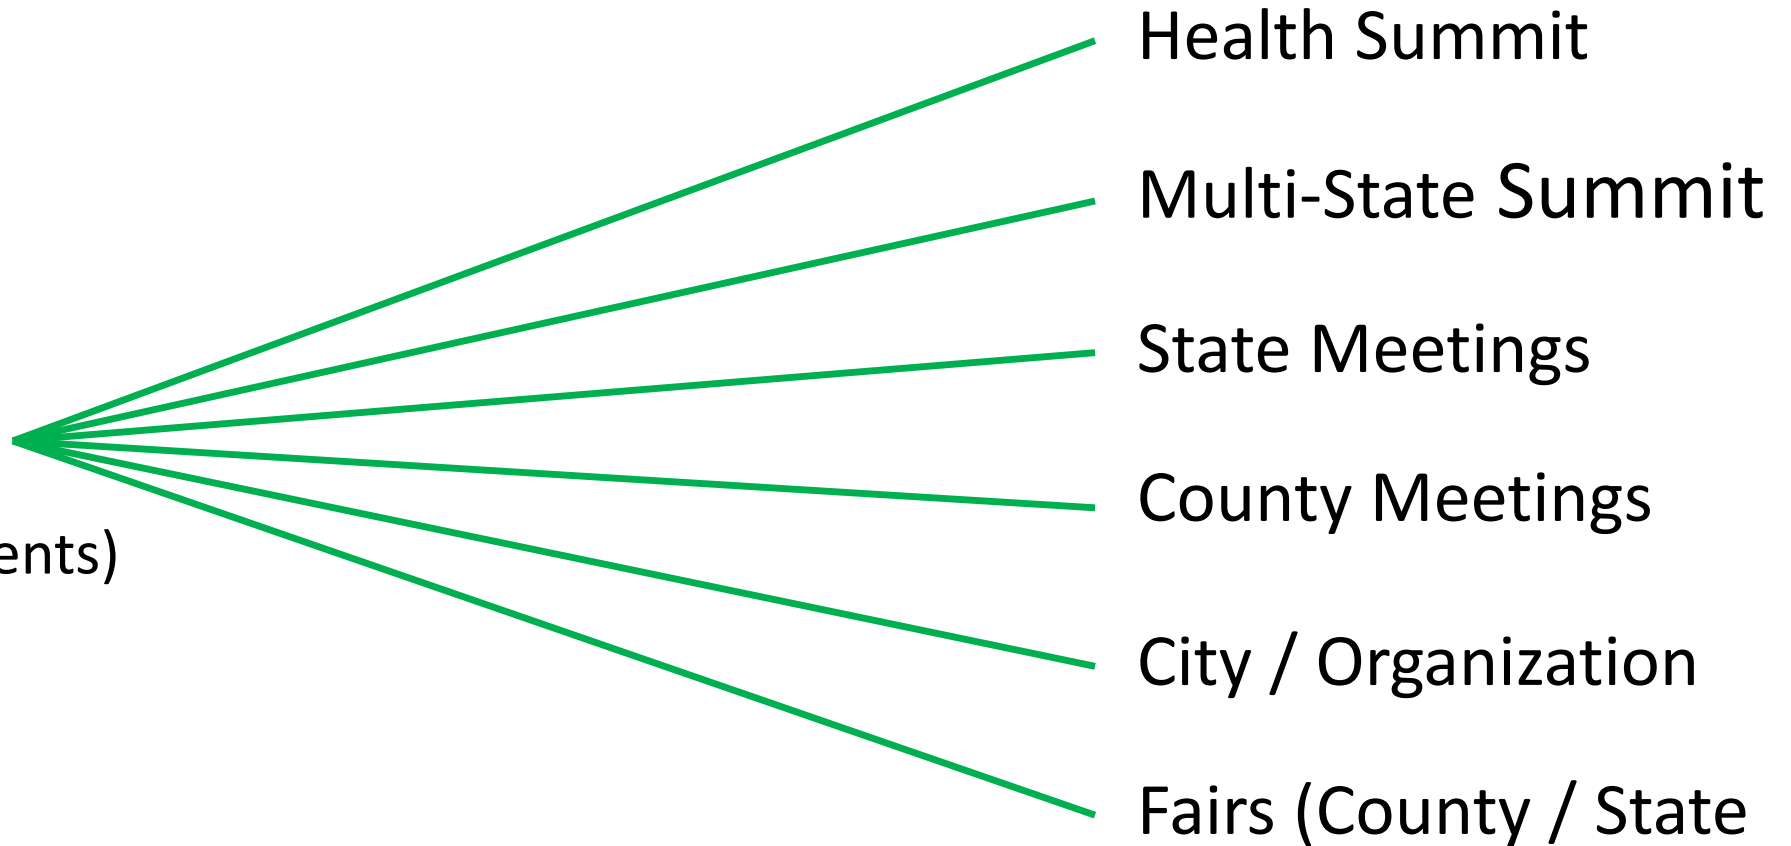 Health Summit
Multi-State Summit
State Meetings
County Meetings
ents)
City / Organization
Fairs (County / State